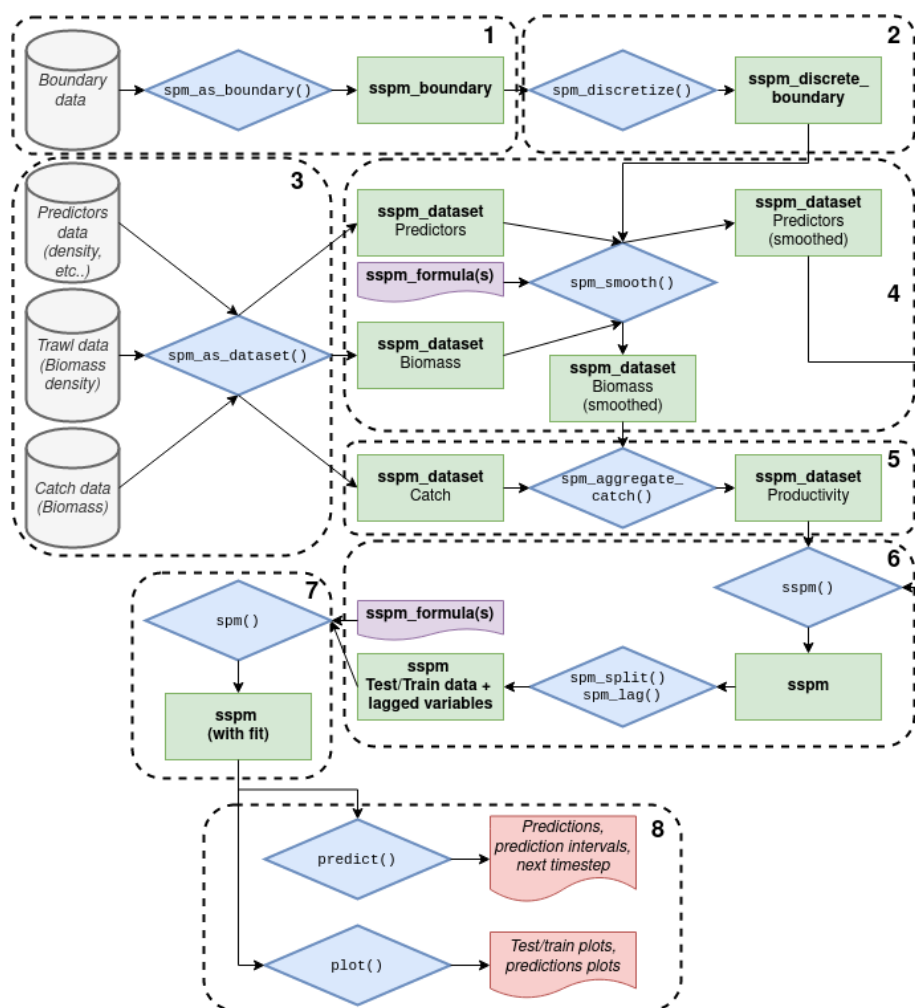 1
Boundary
data
spm_as_boundary()
sspm_boundary
2
spm_discretize()
sspm_discrete_
boundary
3
Predictors
data
(density,
etc..)
Trawl data
(Biomass
density)
Catch data
(Biomass)
spm_as_dataset()
4
sspm_dataset
Predictors
sspm_formula(s)
sspm_dataset
Biomass
spm_smooth()
sspm_dataset
Predictors
(smoothed)
sspm_dataset
Biomass
(smoothed)
5
sspm_dataset
Catch
spm_aggregate_
catch()
sspm_dataset
Productivity
6
sspm()
sspm
spm_split()
spm_lag()
sspm_formula(s)
sspm
Test/Train data +
lagged variables
7
spm()
sspm
(with fit)
8
predict()
Predictions,
prediction intervals,
next timestep
plot()
Test/train plots,
predictions plots